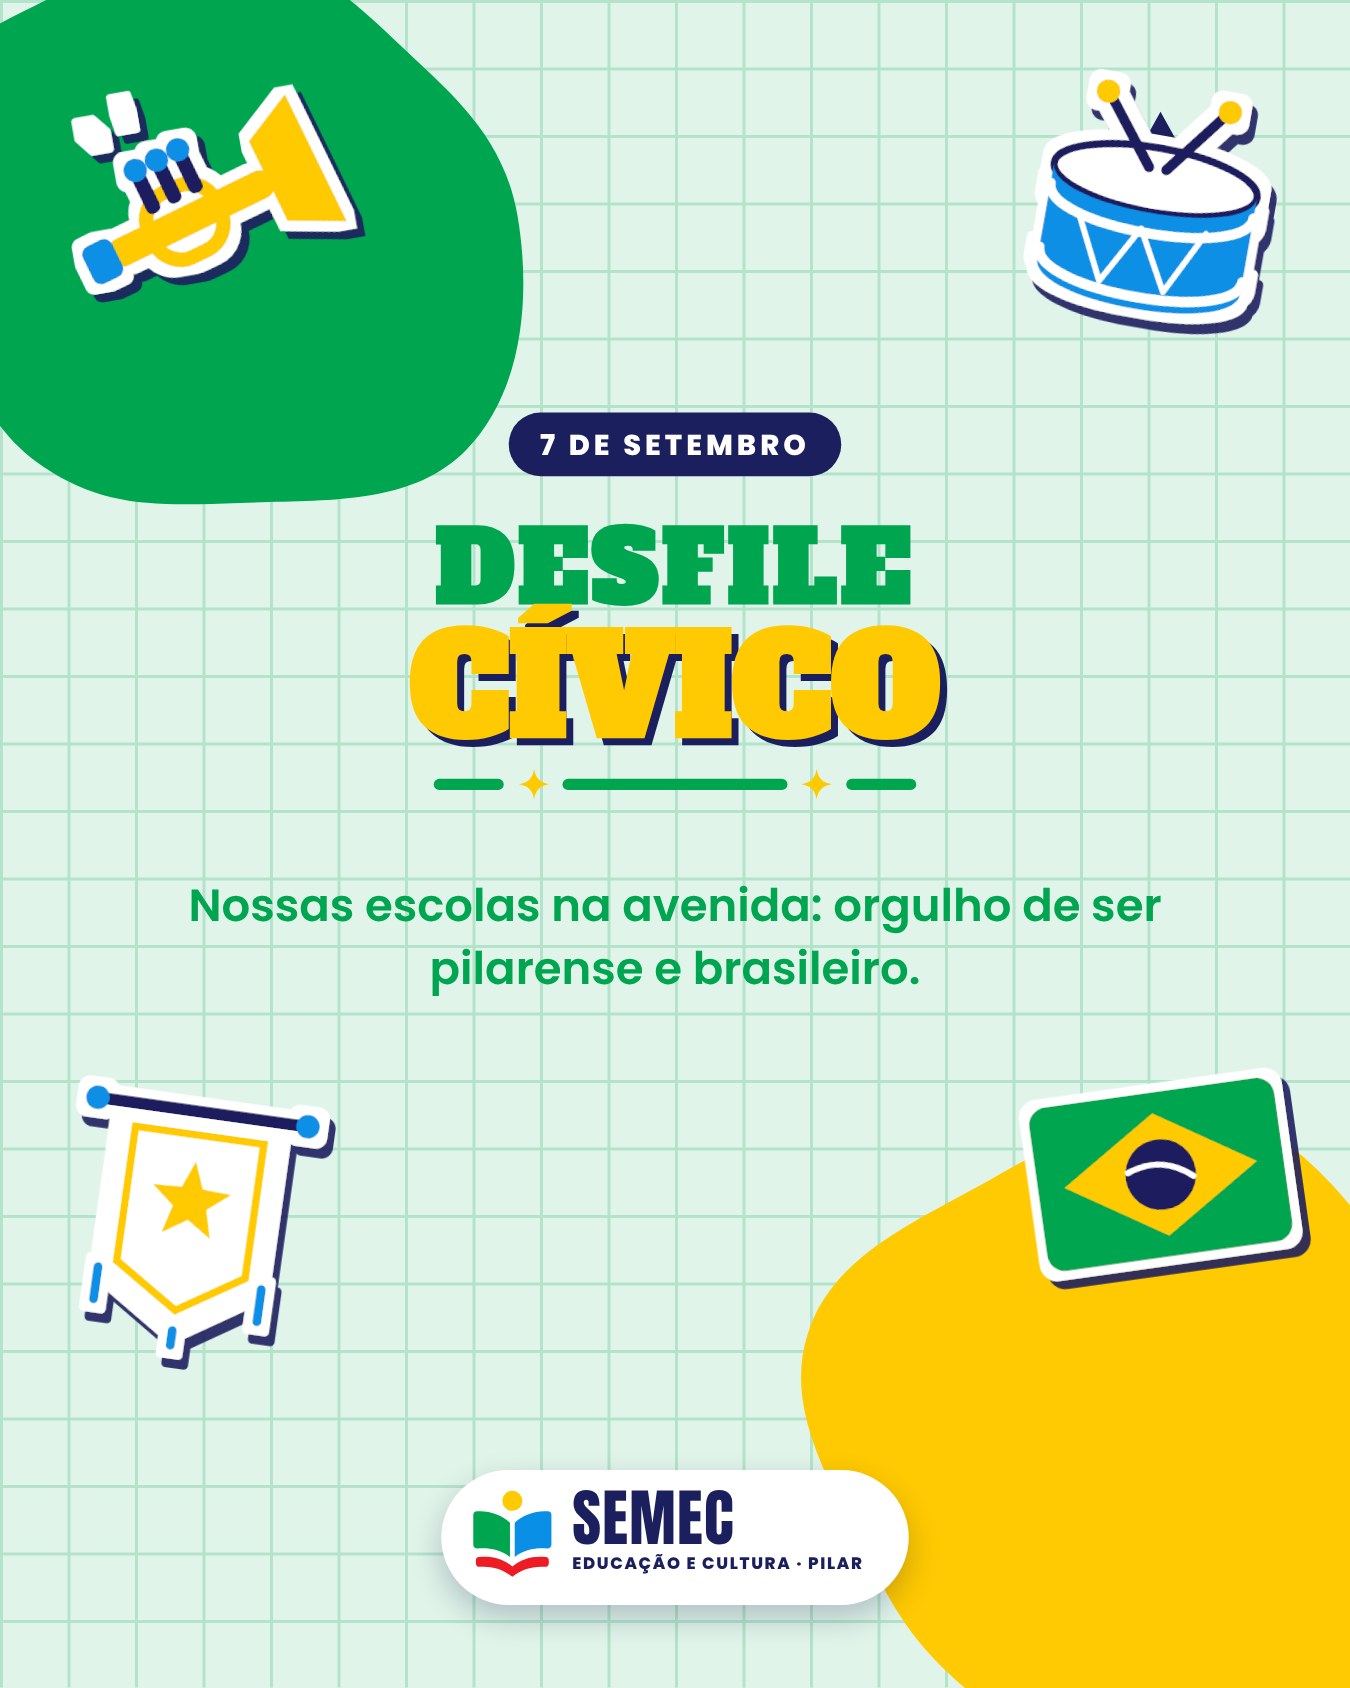 7 DE SETEMBRO
DESFILE
CÍVICO
Nossas escolas na avenida: orgulho de ser
pilarense e brasileiro.
SEMEC
EDUCAÇÃO E CULTURA · PILAR